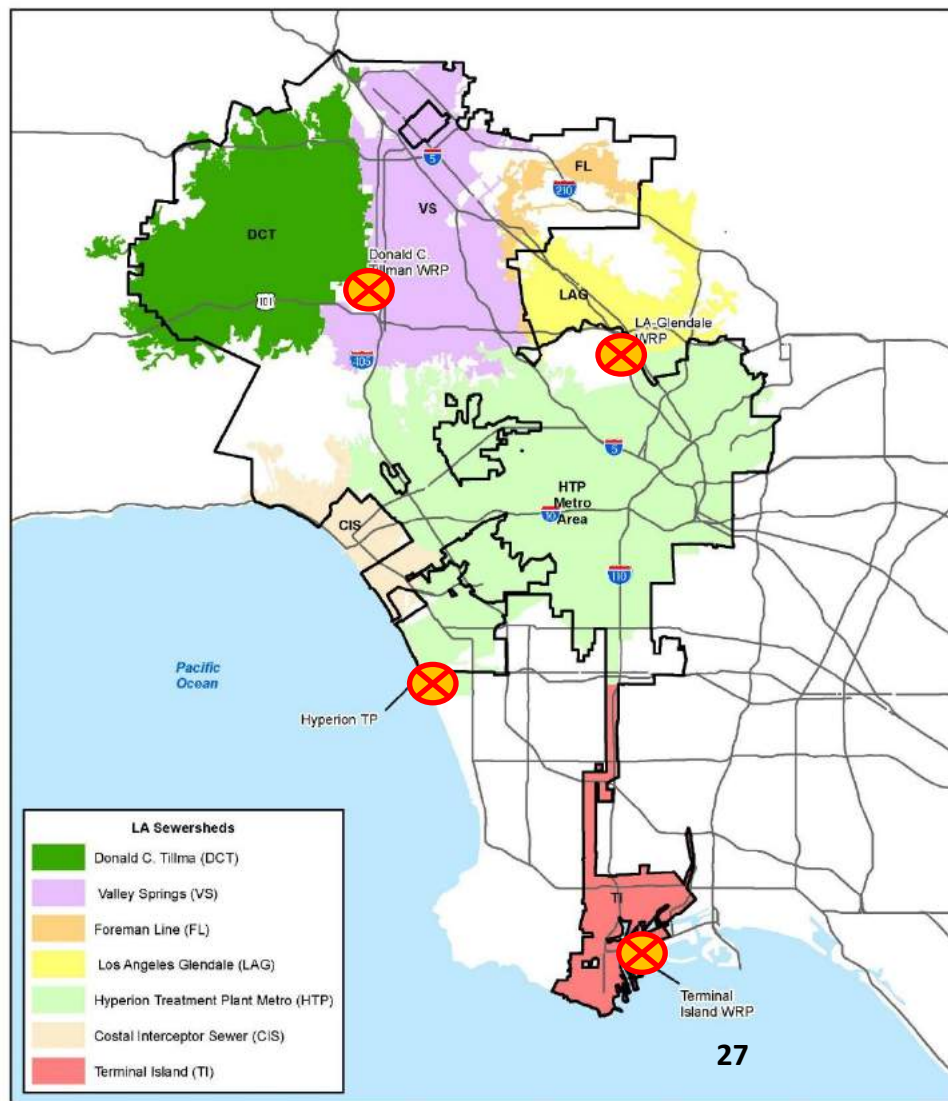 FL
5
210
VS
DCT
Donald C.
Tillman WRP
LAG
101
LA-Glendale
WRP
405
5
HTP
Metro
Area
CIS
10
110
Pacific
Ocean
Hyperion TP
LA Sewersheds
Donald C. Tillma (DCT)
Valley Springs (VS)
Foreman Line (FL)
Los Angeles Glendale (LAG)
Hyperion Treatment Plant Metro (HTP)
Costal Interceptor Sewer (CIS)
Terminal Island (TI)
TI
Terminal
Island WRP
27